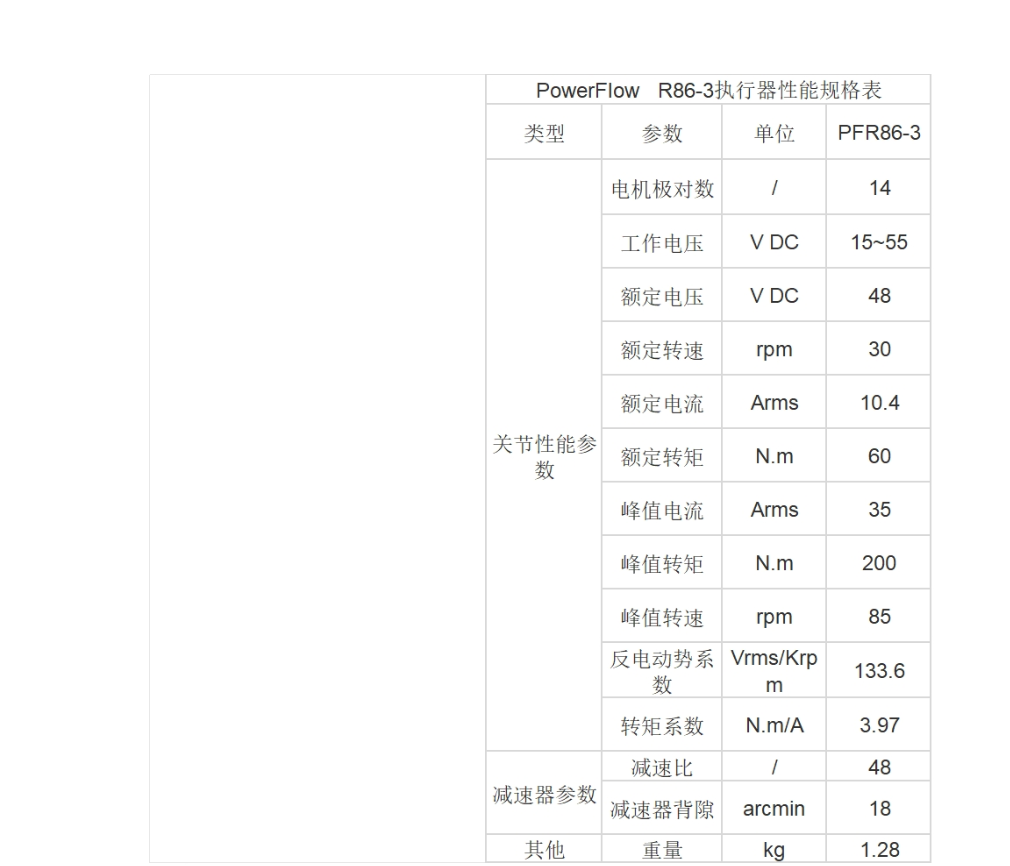 PowerFlow R86-3执行器性能规格表
类型 参数 单位 PFR86-3
关节性能参
数
电机极对数 / 14
工作电压 V DC 15~55
额定电压 V DC 48
额定转速 rpm 30
额定电流 Arms 10.4
额定转矩 N.m 60
峰值电流 Arms 35
峰值转矩 N.m 200
峰值转速 rpm 85
反电动势系
数
Vrms/Krp
m
133.6
转矩系数 N.m/A 3.97
减速器参数
减速比 / 48
减速器背隙 arcmin 18
其他 重量 kg 1.28